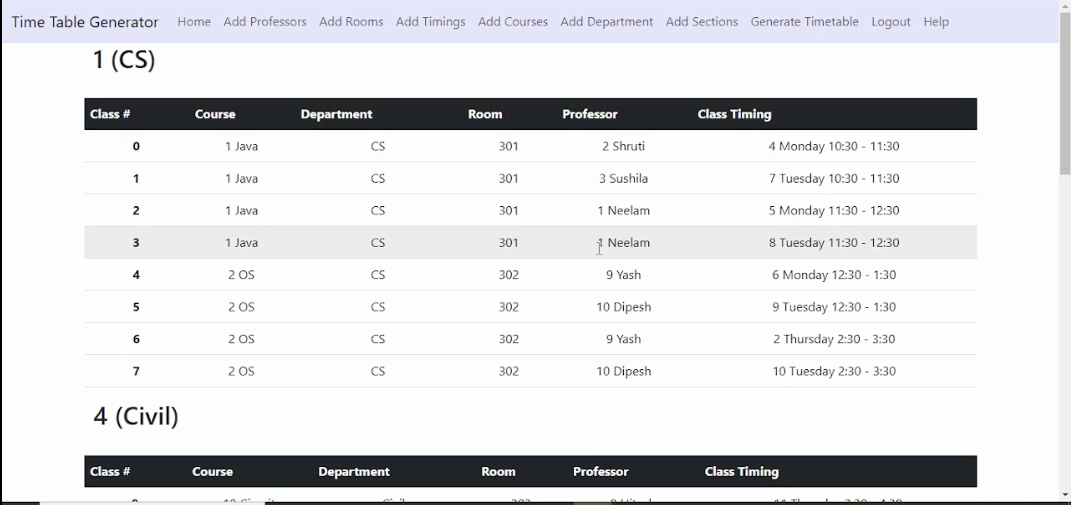 Time Table Generator Home Add Professors Add Rooms Add Timings Add Courses Add Department Add Sections Generate Timetable Logout Help
1 (CS)
Class # Course Department Room Professor Class Timing
0 1 Java CS 301 2 Shruti 4 Monday 10:30 - 11:30
1 1 Java CS 301 3 Sushila 7 Tuesday 10:30 - 11:30
2 1 Java CS 301 1 Neelam 5 Monday 11:30 - 12:30
3 1 Java CS 301 1 Neelam 8 Tuesday 11:30 - 12:30
4 2 OS CS 302 9 Yash 6 Monday 12:30 - 1:30
5 2 OS CS 302 10 Dipesh 9 Tuesday 12:30 - 1:30
6 2 OS CS 302 9 Yash 2 Thursday 2:30 - 3:30
7 2 OS CS 302 10 Dipesh 10 Tuesday 2:30 - 3:30
4 (Civil)
Class # Course Department Room Professor Class Timing